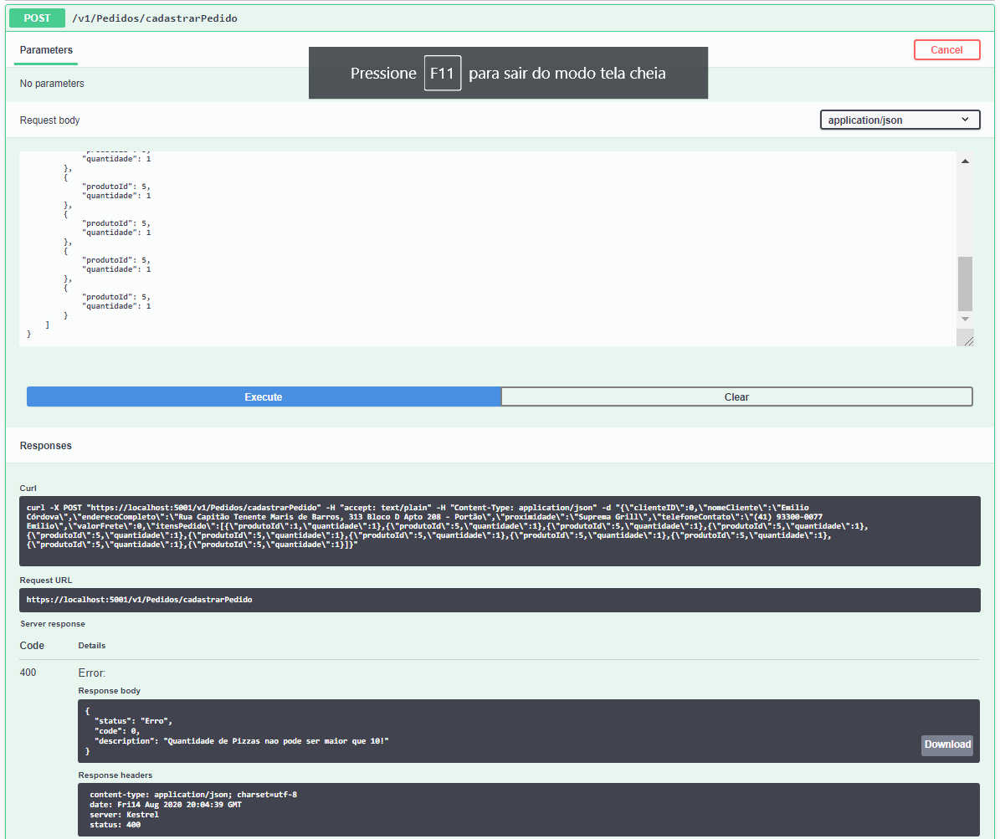 POST /v1/Pedidos/cadastrarPedido
Parameters
Cancel
Pressione F11 para sair do modo tela cheia
No parameters
Request body
application/json
"quantidade": 1
},
{
"produtoId": 5,
"quantidade": 1
},
{
"produtoId": 5,
"quantidade": 1
},
{
"produtoId": 5,
"quantidade": 1
},
{
"produtoId": 5,
"quantidade": 1
}
]
}
Execute
Clear
Responses
Curl
curl -X POST "https://localhost:5001/v1/Pedidos/cadastrarPedido" -H "accept: text/plain" -H "Content-Type: application/json" -d "{\"clienteID\":0,\"nomeCliente\":\"Emilio
Córdova\",\"enderecoCompleto\":\"Rua Capitão Tenente Maris de Barros, 313 Bloco D Apto 208 - Portão\",\"proximidade\":\"Suprema Grill\",\"telefoneContato\":\"(41) 93300-0077
Emilio\",\"valorFrete\":0,\"itensPedido\":[{\"produtoId\":1,\"quantidade\":1},{\"produtoId\":5,\"quantidade\":1},{\"produtoId\":5,\"quantidade\":1},{\"produtoId\":5,\"quantidade\":1},
{\"produtoId\":5,\"quantidade\":1},{\"produtoId\":5,\"quantidade\":1},{\"produtoId\":5,\"quantidade\":1},{\"produtoId\":5,\"quantidade\":1},{\"produtoId\":5,\"quantidade\":1},
{\"produtoId\":5,\"quantidade\":1},{\"produtoId\":5,\"quantidade\":1}]}"
Request URL
https://localhost:5001/v1/Pedidos/cadastrarPedido
Server response
Code Details
400 Error:
Response body
{
"status": "Erro",
"code": 0,
"description": "Quantidade de Pizzas nao pode ser maior que 10!"
}
Download
Response headers
content-type: application/json; charset=utf-8
date: Fri14 Aug 2020 20:04:39 GMT
server: Kestrel
status: 400